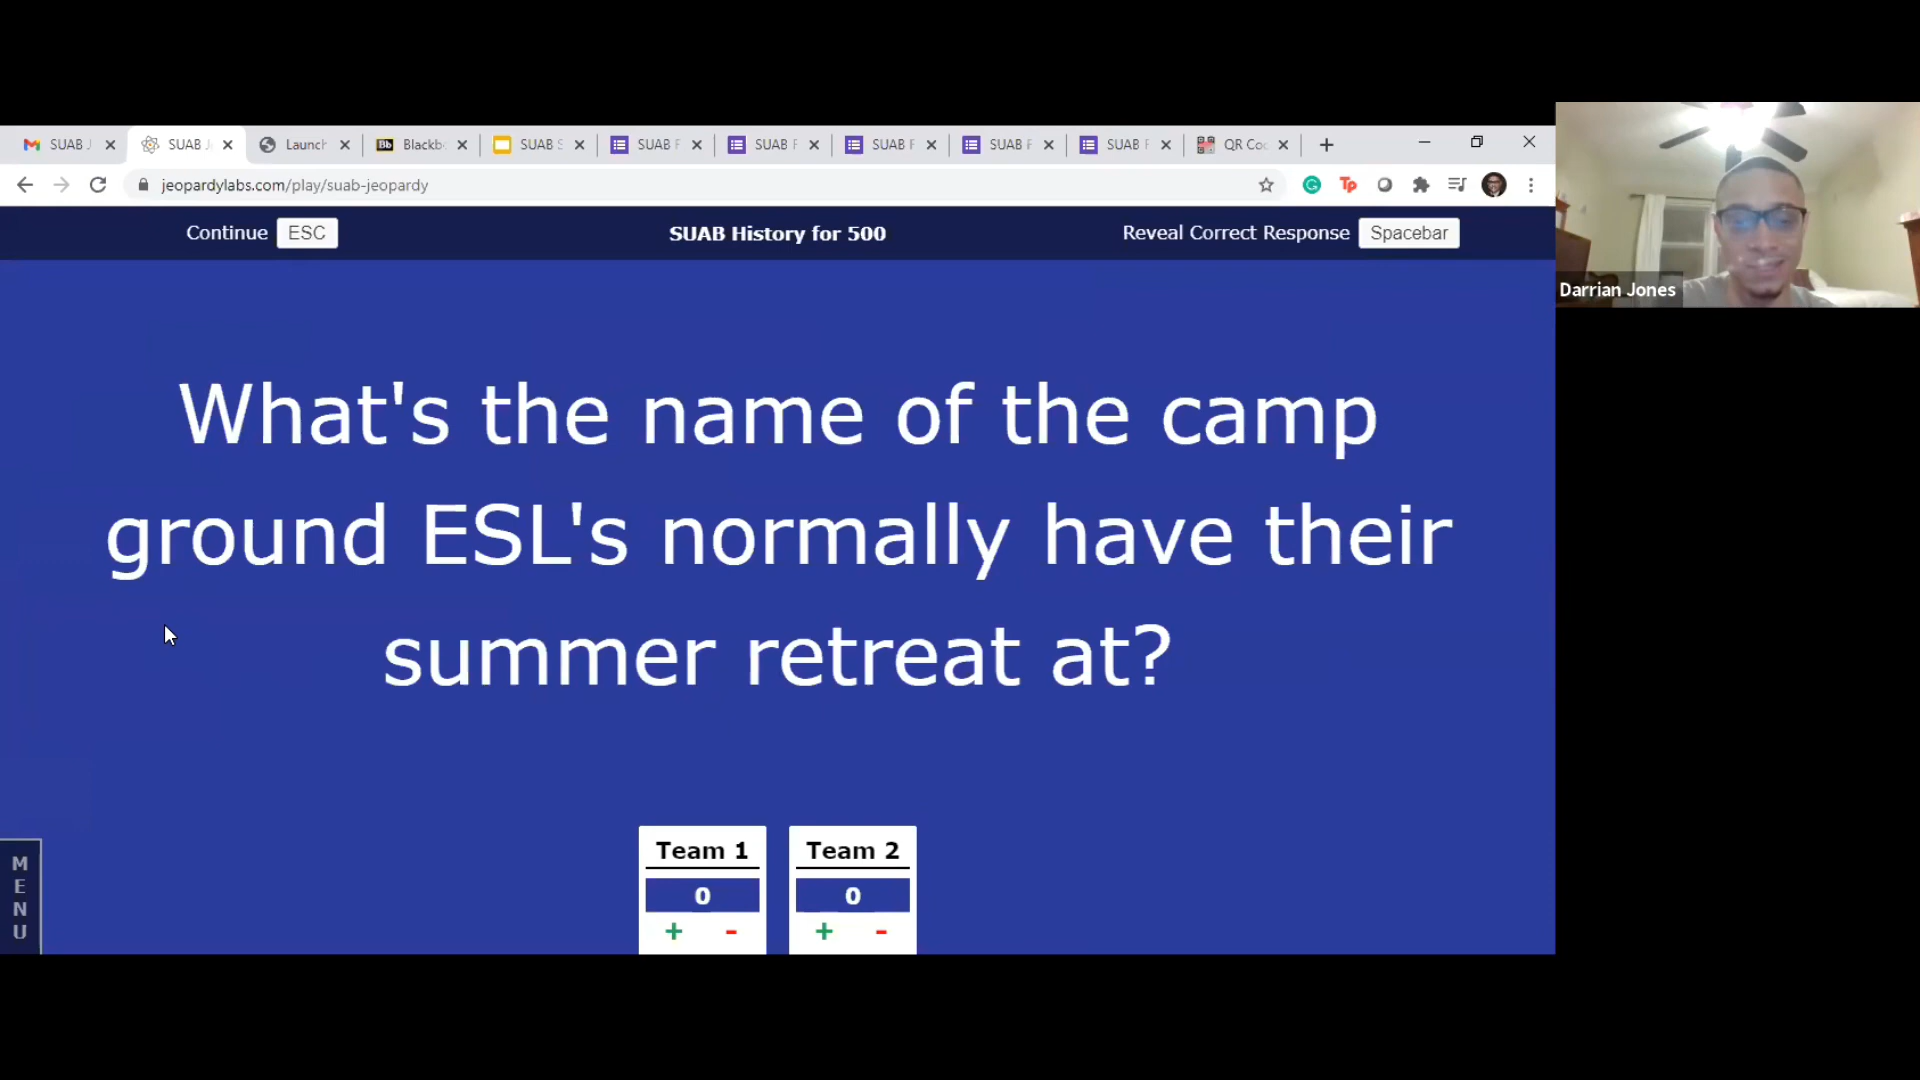 SUAB J
SUAB J
Launch
Blackb
SUAB S
SUAB F
SUAB F
SUAB F
SUAB F
SUAB F
QR Coc
jeopardylabs.com/play/suab-jeopardy
Continue ESC
SUAB History for 500
Reveal Correct Response Spacebar
What's the name of the camp
ground ESL's normally have their
summer retreat at?
Darrian Jones
MENU
Team 1
0
+ -
Team 2
0
+ -